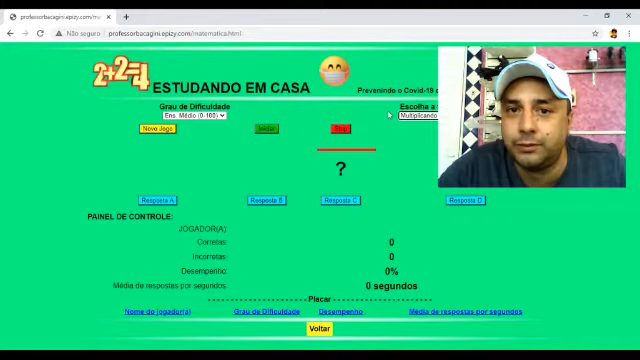 professorbacagini.epizy.com/ma
Não seguro | professorbacagini.epizy.com/matematica.html
2+2=4
ESTUDANDO EM CASA
Prevenindo o Covid-19
Grau de Dificuldade
Escolha a
Ens. Médio (0-100)
Multiplicando
Novo Jogo
Iniciar
Stop
?
Resposta A
Resposta B
Resposta C
Resposta D
PAINEL DE CONTROLE:
JOGADOR(A):
Corretas: 0
Incorretas: 0
Desempenho: 0%
Média de respostas por segundos: 0 segundos
Placar
Nome do jogador(a)
Grau de Dificuldade
Desempenho
Média de respostas por segundos
Voltar